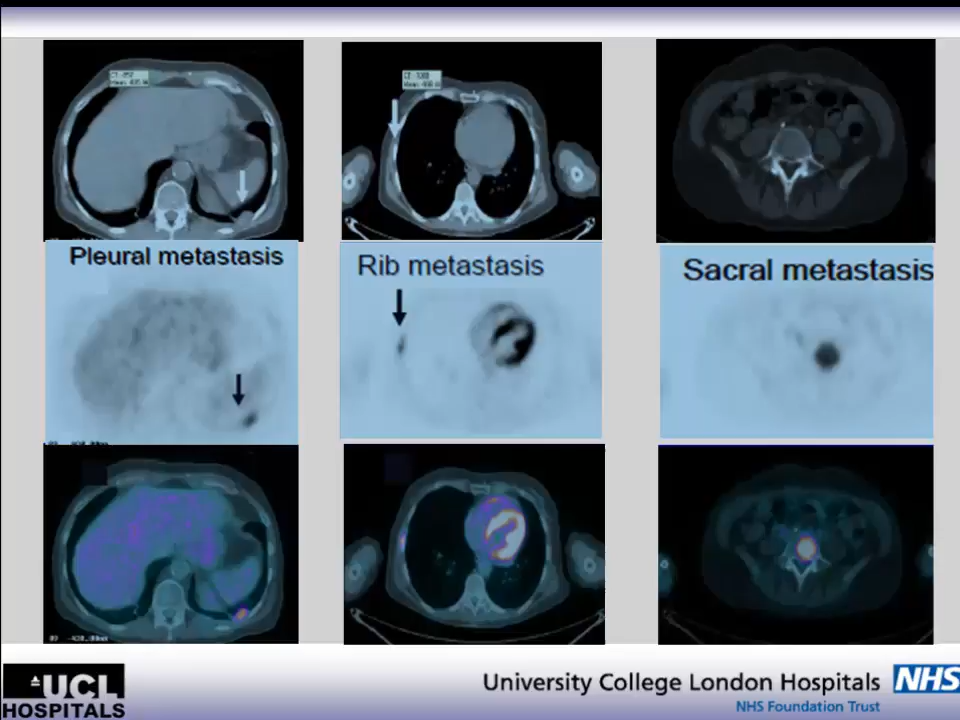 Pleural metastasis
Rib metastasis
Sacral metastasis
UCL
HOSPITALS
University College London Hospitals
NHS
NHS Foundation Trust